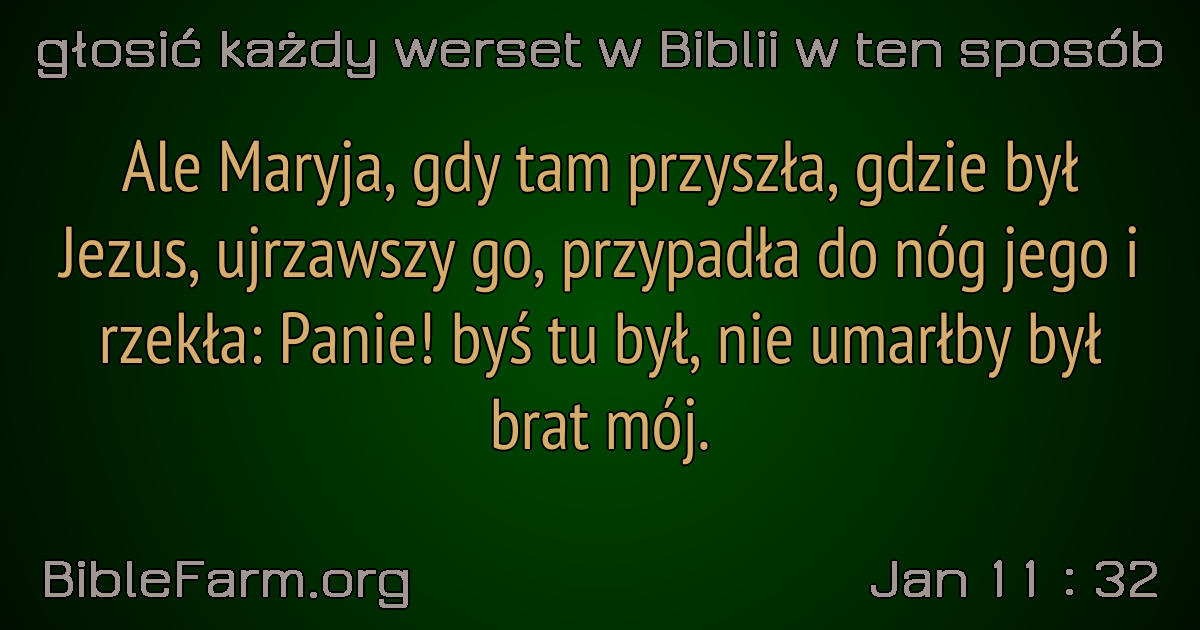 głosić każdy werset w Biblii w ten sposób
Ale Maryja, gdy tam przyszła, gdzie był
Jezus, ujrzawszy go, przypadła do nóg jego i
rzekła: Panie! byś tu był, nie umarłby był
brat mój.
BibleFarm.org
Jan 11 : 32